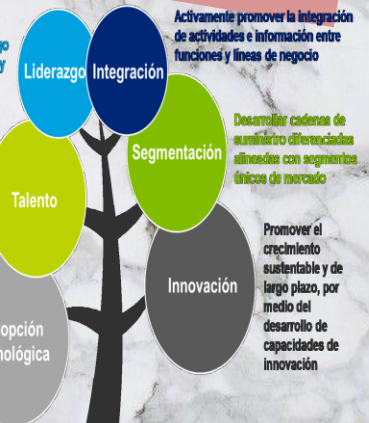 Activamente promover la integración
de actividades e información entre
funciones y líneas de negocio
Liderazgo
Integración
Desarrollar cadenas de
suministro diferenciadas
alineadas con segmentos
únicos de mercado
Segmentación
Talento
Promover el
crecimiento
sustentable y de
largo plazo, por
medio del
desarrollo de
capacidades de
innovación
Innovación
opción
nológica